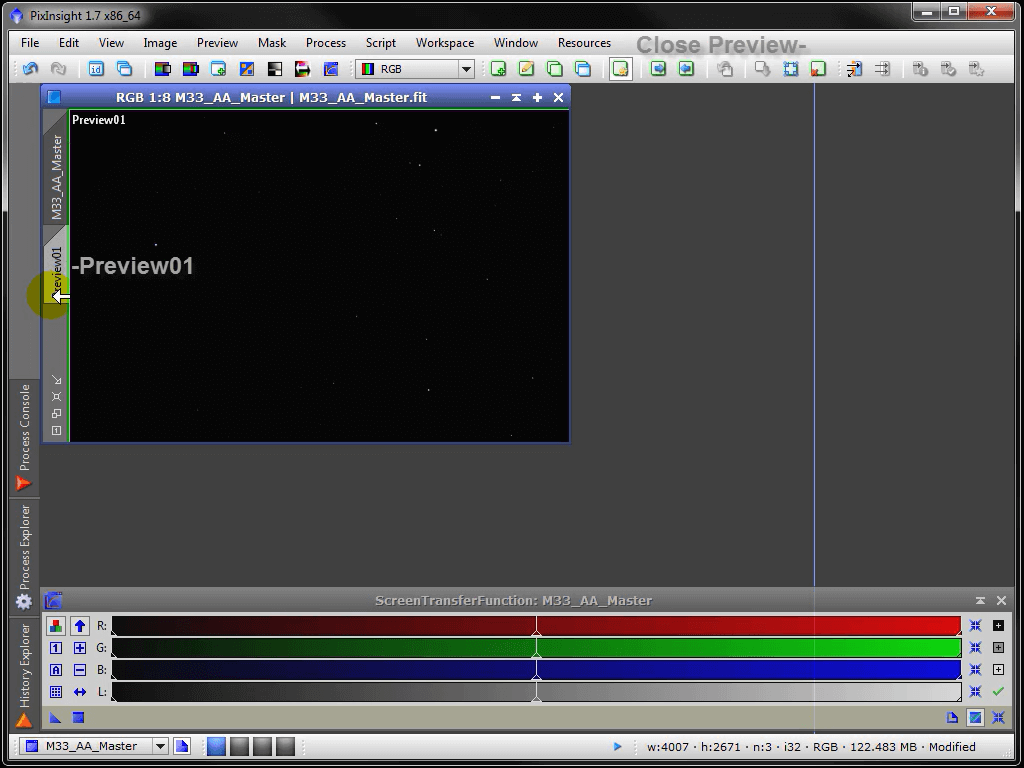 PixInsight 1.7 x86_64
File Edit View Image Preview Mask Process Script Workspace Window Resources
Close Preview-
id RGB
RGB 1:8 M33_AA_Master | M33_AA_Master.fit
M33_AA_Master
Preview01
Preview01
-Preview01
Process Console
Process Explorer
History Explorer
ScreenTransferFunction: M33_AA_Master
R:
1 G:
A B:
L:
M33_AA_Master
w:4007 · h:2671 · n:3 · i32 · RGB · 122.483 MB · Modified